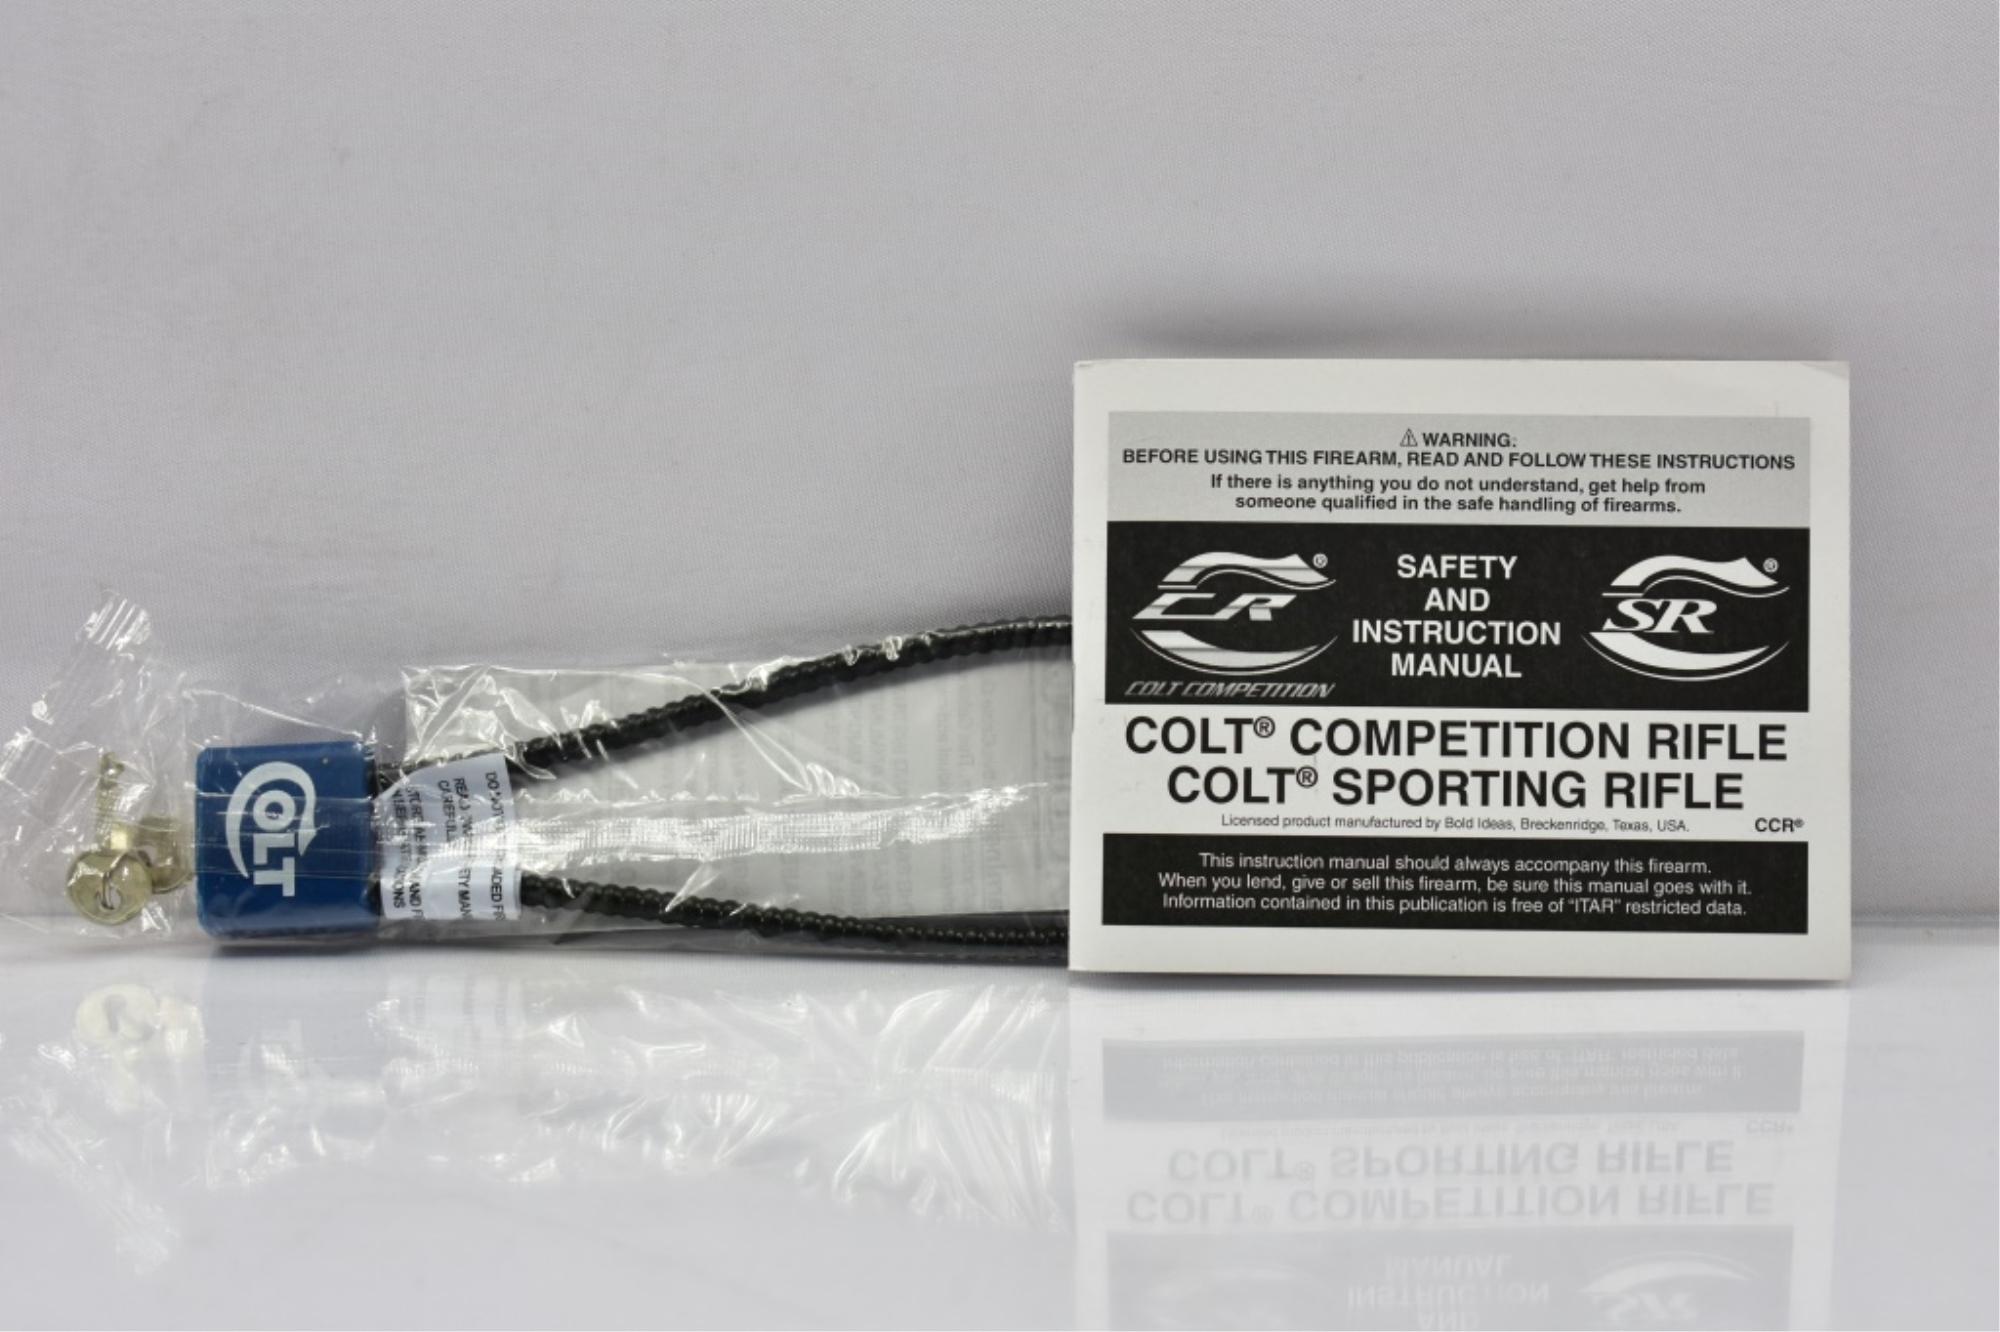 COLT
⚠ WARNING:
BEFORE USING THIS FIREARM, READ AND FOLLOW THESE INSTRUCTIONS
If there is anything you do not understand, get help from
someone qualified in the safe handling of firearms.
CR®
COLT COMPETITION
SAFETY
AND
INSTRUCTION
MANUAL
SR®
COLT® COMPETITION RIFLE
COLT® SPORTING RIFLE
Licensed product manufactured by Bold Ideas, Breckenridge, Texas, USA.
CCR®
This instruction manual should always accompany this firearm.
When you lend, give or sell this firearm, be sure this manual goes with it.
Information contained in this publication is free of "ITAR" restricted data.